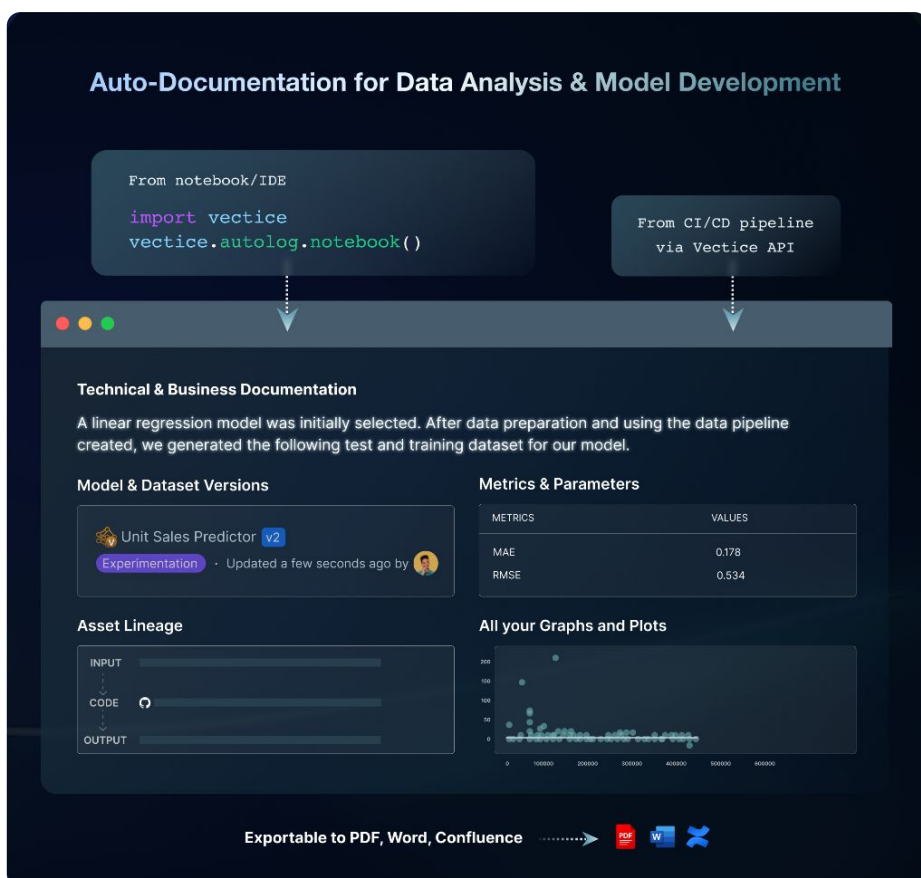 Auto-Documentation for Data Analysis & Model Development
From notebook/IDE
import vectice
vectice.autolog.notebook()
From CI/CD pipeline
via Vectice API
Technical & Business Documentation
A linear regression model was initially selected. After data preparation and using the data pipeline
created, we generated the following test and training dataset for our model.
Model & Dataset Versions
Unit Sales Predictor v2
Experimentation · Updated a few seconds ago by
Metrics & Parameters
METRICS VALUES
MAE 0.178
RMSE 0.534
Asset Lineage
INPUT
CODE
OUTPUT
All your Graphs and Plots
200
150
100
50
0
0 100000 200000 300000 400000 500000 600000
Exportable to PDF, Word, Confluence
PDF
W